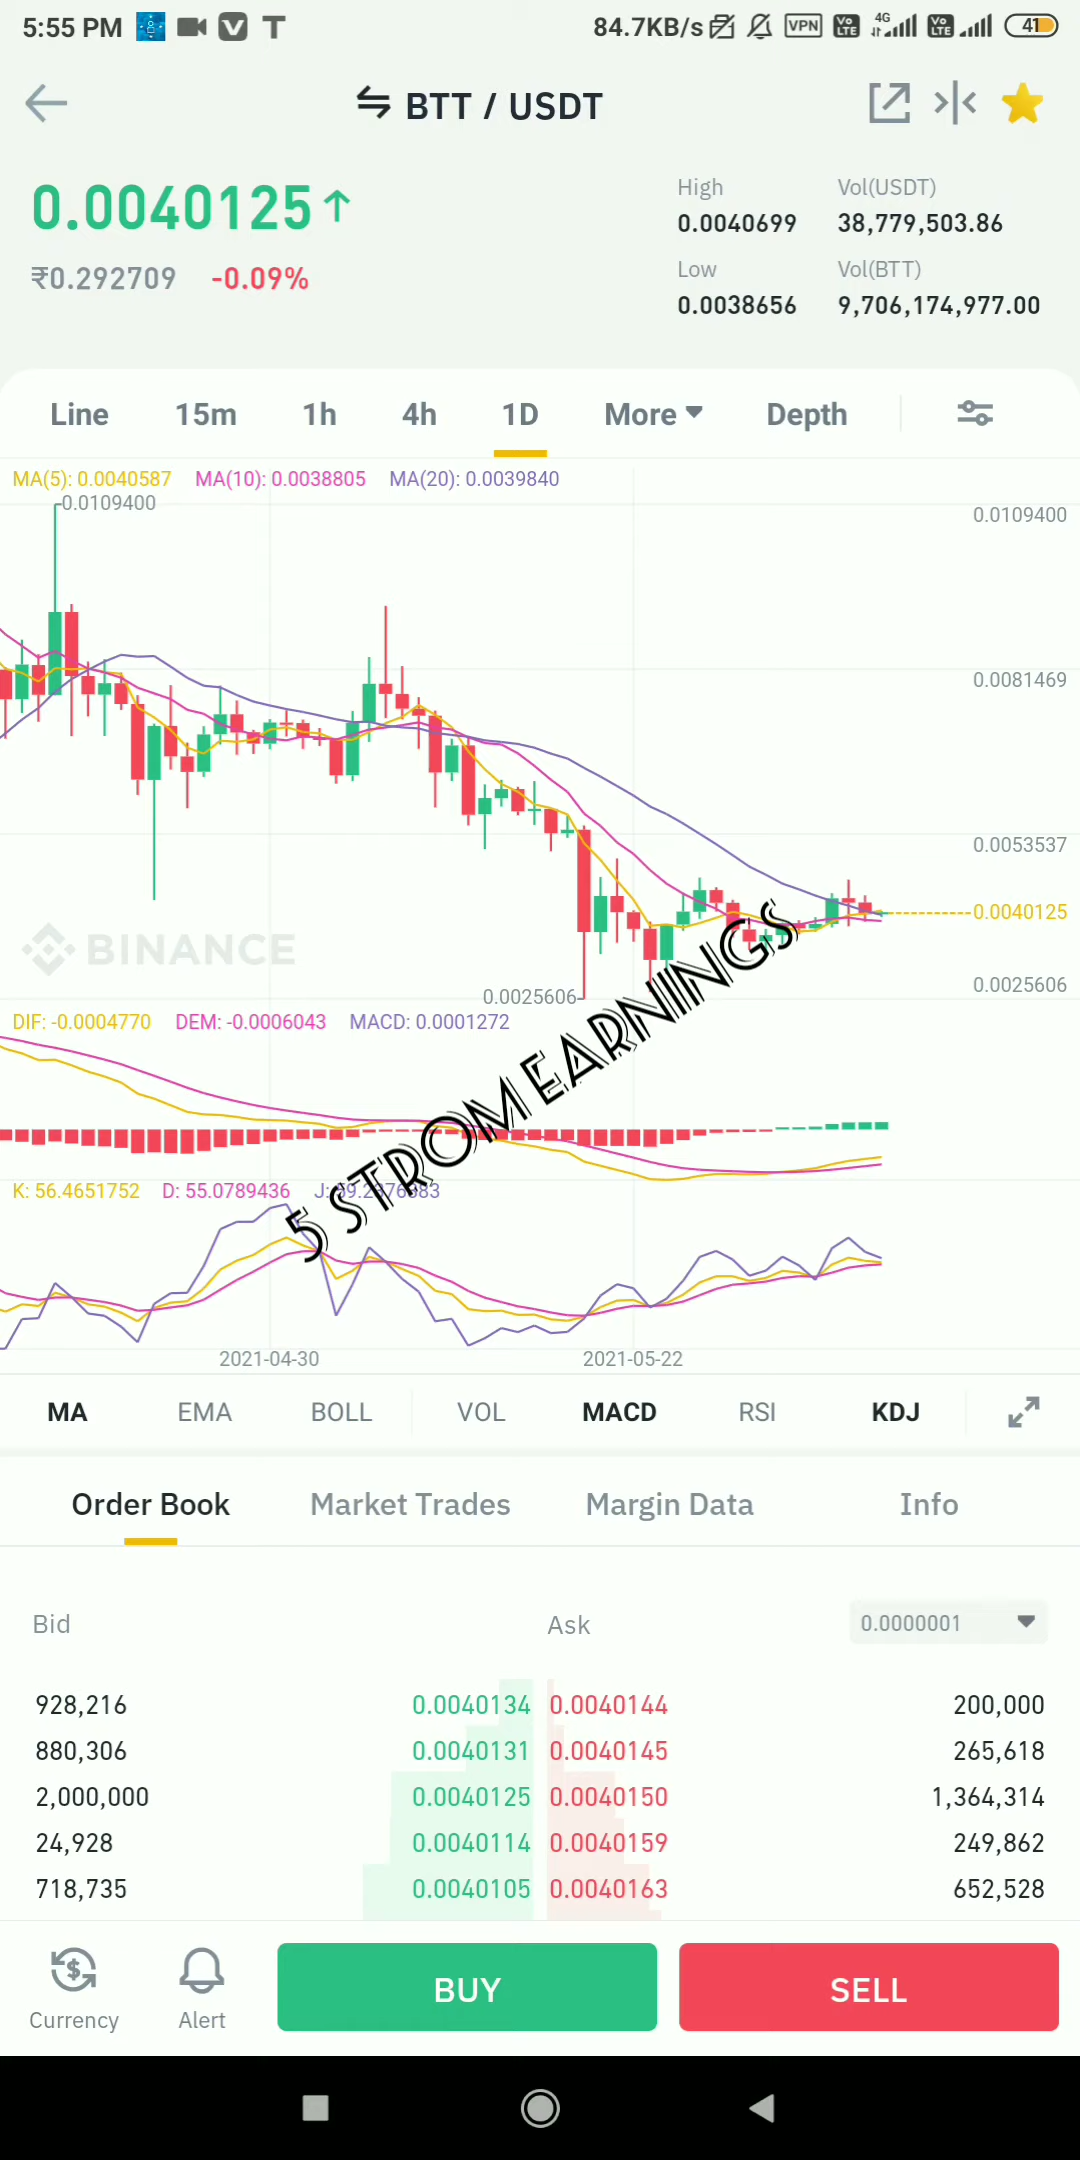 5:55 PM V T 84.7KB/s VPN Vo LTE 4G Vo LTE 41
BTT / USDT
0.0040125↑
₹0.292709 -0.09%
High Vol(USDT)
0.0040699 38,779,503.86
Low Vol(BTT)
0.0038656 9,706,174,977.00
Line 15m 1h 4h 1D More Depth
MA(5): 0.0040587 MA(10): 0.0038805 MA(20): 0.0039840
0.0109400
0.0109400
0.0081469
0.0053537
0.0040125
BINANCE
0.0025606
0.0025606
5 STROM EARNINGS
DIF: -0.0004770 DEM: -0.0006043 MACD: 0.0001272
K: 56.4651752 D: 55.0789436
2021-04-30 2021-05-22
MA EMA BOLL VOL MACD RSI KDJ
Order Book Market Trades Margin Data Info
Bid Ask 0.0000001
928,216 0.0040134 0.0040144 200,000
880,306 0.0040131 0.0040145 265,618
2,000,000 0.0040125 0.0040150 1,364,314
24,928 0.0040114 0.0040159 249,862
718,735 0.0040105 0.0040163 652,528
Currency Alert BUY SELL